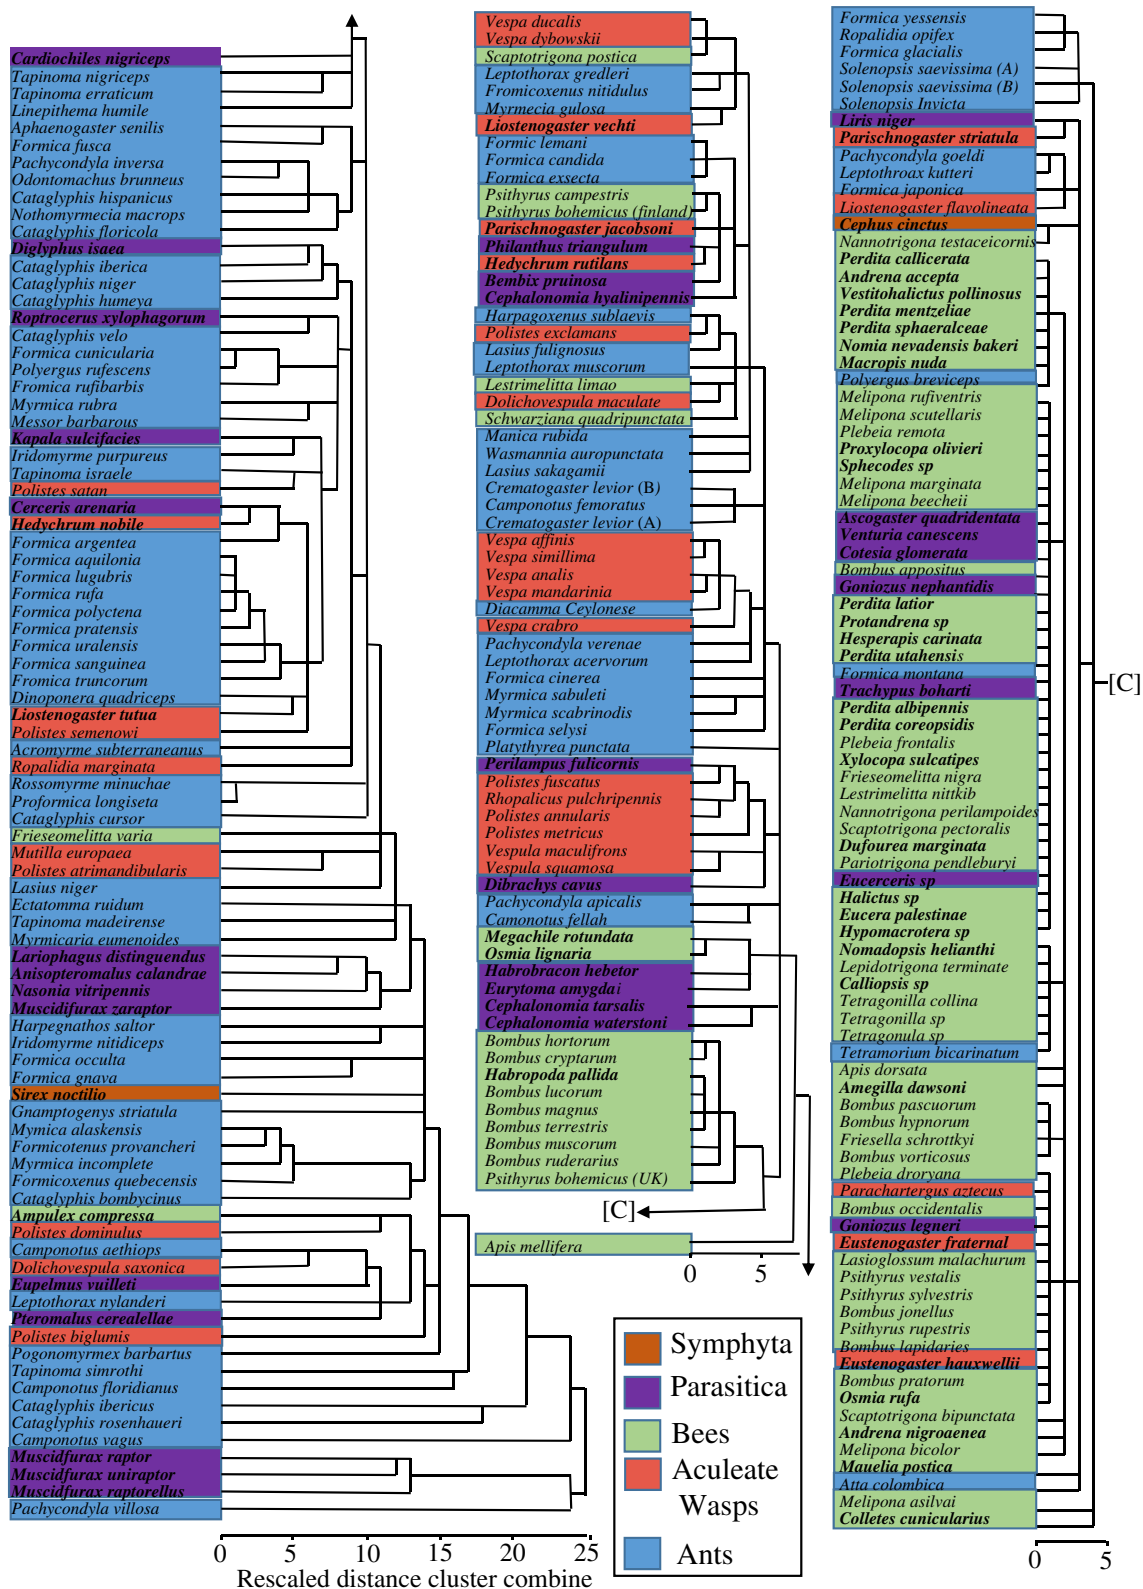 Cardiochiles nigriceps
Tapinoma nigriceps
Tapinoma erraticum
Linepithema humile
Aphaenogaster senilis
Formica fusca
Pachycondyla inversa
Odontomachus brunneus
Cataglyphis hispanicus
Nothomyrmecia macrops
Cataglyphis floricola
Diglyphus isaea
Cataglyphis iberica
Cataglyphis niger
Cataglyphis humeya
Roptrocerus xylophagorum
Cataglyphis velo
Formica cunicularia
Polyergus rufescens
Fromica rufibarbis
Myrmica rubra
Messor barbarous
Kapala sulcifacies
Iridomyrme purpureus
Tapinoma israele
Polistes satan
Cerceris arenaria
Hedychrum nobile
Formica argentea
Formica aquilonia
Formica lugubris
Formica rufa
Formica polyctena
Formica pratensis
Formica uralensis
Formica sanguinea
Fromica truncorum
Dinoponera quadriceps
Liostenogaster tutua
Polistes semenowi
Acromyrme subterraneanus
Ropalidia marginata
Rossomyrme minuchae
Proformica longiseta
Cataglyphis cursor
Frieseomelitta varia
Mutilla europaea
Polistes atrimandibularis
Lasius niger
Ectatomma ruidum
Tapinoma madeirense
Myrmicaria eumenoides
Lariophagus distinguendus
Anisopteromalus calandrae
Nasonia vitripennis
Muscidifurax zaraptor
Harpegnathos saltor
Iridomyrme nitidiceps
Formica occulta
Formica gnava
Sirex noctilio
Gnamptogenys striatula
Mymica alaskensis
Formicotenus provancheri
Myrmica incomplete
Formicoxenus quebecensis
Cataglyphis bombycinus
Ampulex compressa
Polistes dominulus
Camponotus aethiops
Dolichovespula saxonica
Eupelmus vuilleti
Leptothorax nylanderi
Pteromalus cerealellae
Polistes biglumis
Pogonomyrmex barbartus
Tapinoma simrothi
Camponotus floridianus
Cataglyphis ibericus
Cataglyphis rosenhaueri
Camponotus vagus
Muscidfurax raptor
Muscidfurax uniraptor
Muscidfurax raptorellus
Pachycondyla villosa
0 5 10 15 20 25
Rescaled distance cluster combine
Vespa ducalis
Vespa dybowskii
Scaptotrigona postica
Leptothorax gredleri
Fromicoxenus nitidulus
Myrmecia gulosa
Liostenogaster vechti
Formic lemani
Formica candida
Formica exsecta
Psithyrus campestris
Psithyrus bohemicus (finland)
Parischnogaster jacobsoni
Philanthus triangulum
Hedychrum rutilans
Bembix pruinosa
Cephalonomia hyalinipennis
Harpagoxenus sublaevis
Polistes exclamans
Lasius fulignosus
Leptothorax muscorum
Lestrimelitta limao
Dolichovespula maculate
Schwarziana quadripunctata
Manica rubida
Wasmannia auropunctata
Lasius sakagamii
Crematogaster levior (B)
Camponotus femoratus
Crematogaster levior (A)
Vespa affinis
Vespa simillima
Vespa analis
Vespa mandarinia
Diacamma Ceylonese
Vespa crabro
Pachycondyla verenae
Leptothorax acervorum
Formica cinerea
Myrmica sabuleti
Myrmica scabrinodis
Formica selysi
Platythyrea punctata
Perilampus fulicornis
Polistes fuscatus
Rhopalicus pulchripennis
Polistes annularis
Polistes metricus
Vespula maculifrons
Vespula squamosa
Dibrachys cavus
Pachycondyla apicalis
Camonotus fellah
Megachile rotundata
Osmia lignaria
Habrobracon hebetor
Eurytoma amygdai
Cephalonomia tarsalis
Cephalonomia waterstoni
Bombus hortorum
Bombus cryptarum
Habropoda pallida
Bombus lucorum
Bombus magnus
Bombus terrestris
Bombus muscorum
Bombus ruderarius
Psithyrus bohemicus (UK)
[C]
Apis mellifera
0 5
Symphyta
Parasitica
Bees
Aculeate
Wasps
Ants
Formica yessensis
Ropalidia opifex
Formica glacialis
Solenopsis saevissima (A)
Solenopsis saevissima (B)
Solenopsis Invicta
Liris niger
Parischnogaster striatula
Pachycondyla goeldi
Leptothroax kutteri
Formica japonica
Liostenogaster flavolineata
Cephus cinctus
Nannotrigona testaceicornis
Perdita callicerata
Andrena accepta
Vestitohalictus pollinosus
Perdita mentzeliae
Perdita sphaeralceae
Nomia nevadensis bakeri
Macropis nuda
Polyergus breviceps
Melipona rufiventris
Melipona scutellaris
Plebeia remota
Proxylocopa olivieri
Sphecodes sp
Melipona marginata
Melipona beecheii
Ascogaster quadridentata
Venturia canescens
Cotesia glomerata
Bombus appositus
Goniozus nephantidis
Perdita latior
Protandrena sp
Hesperapis carinata
Perdita utahensis
Formica montana
Trachypus boharti
[C]
Perdita albipennis
Perdita coreopsidis
Plebeia frontalis
Xylocopa sulcatipes
Frieseomelitta nigra
Lestrimelitta nittkib
Nannotrigona perilampoides
Scaptotrigona pectoralis
Dufourea marginata
Pariotrigona pendleburyi
Eucerceris sp
Halictus sp
Eucera palestinae
Hypomacrotera sp
Nomadopsis helianthi
Lepidotrigona terminate
Calliopsis sp
Tetragonilla collina
Tetragonilla sp
Tetragonula sp
Tetramorium bicarinatum
Apis dorsata
Amegilla dawsoni
Bombus pascuorum
Bombus hypnorum
Friesella schrottkyi
Bombus vorticosus
Plebeia droryana
Parachartergus aztecus
Bombus occidentalis
Goniozus legneri
Eustenogaster fraternal
Lasioglossum malachurum
Psithyrus vestalis
Psithyrus sylvestris
Bombus jonellus
Psithyrus rupestris
Bombus lapidaries
Eustenogaster hauxwellii
Bombus pratorum
Osmia rufa
Scaptotrigona bipunctata
Andrena nigroaenea
Melipona bicolor
Mauelia postica
Atta colombica
Melipona asilvai
Colletes cunicularius
0 5